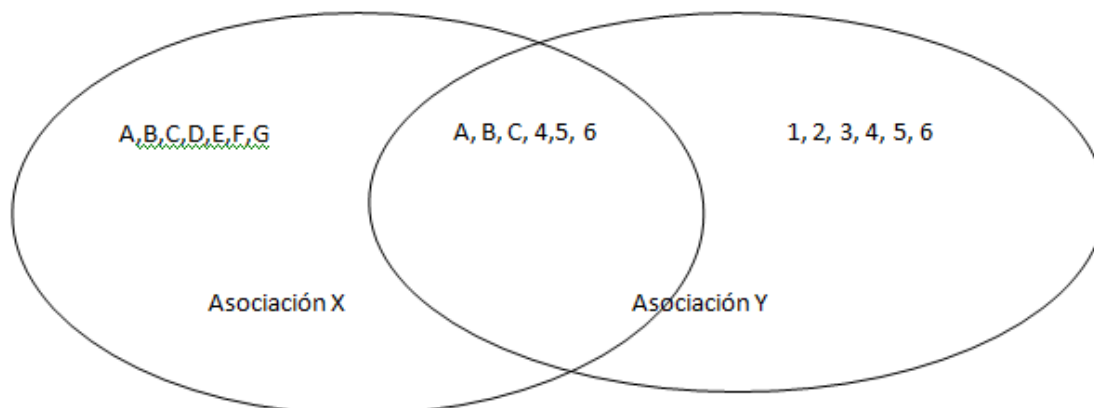 A,B,C,D,E,F,G
A, B, C, 4,5, 6
1, 2, 3, 4, 5, 6
Asociación X
Asociación Y